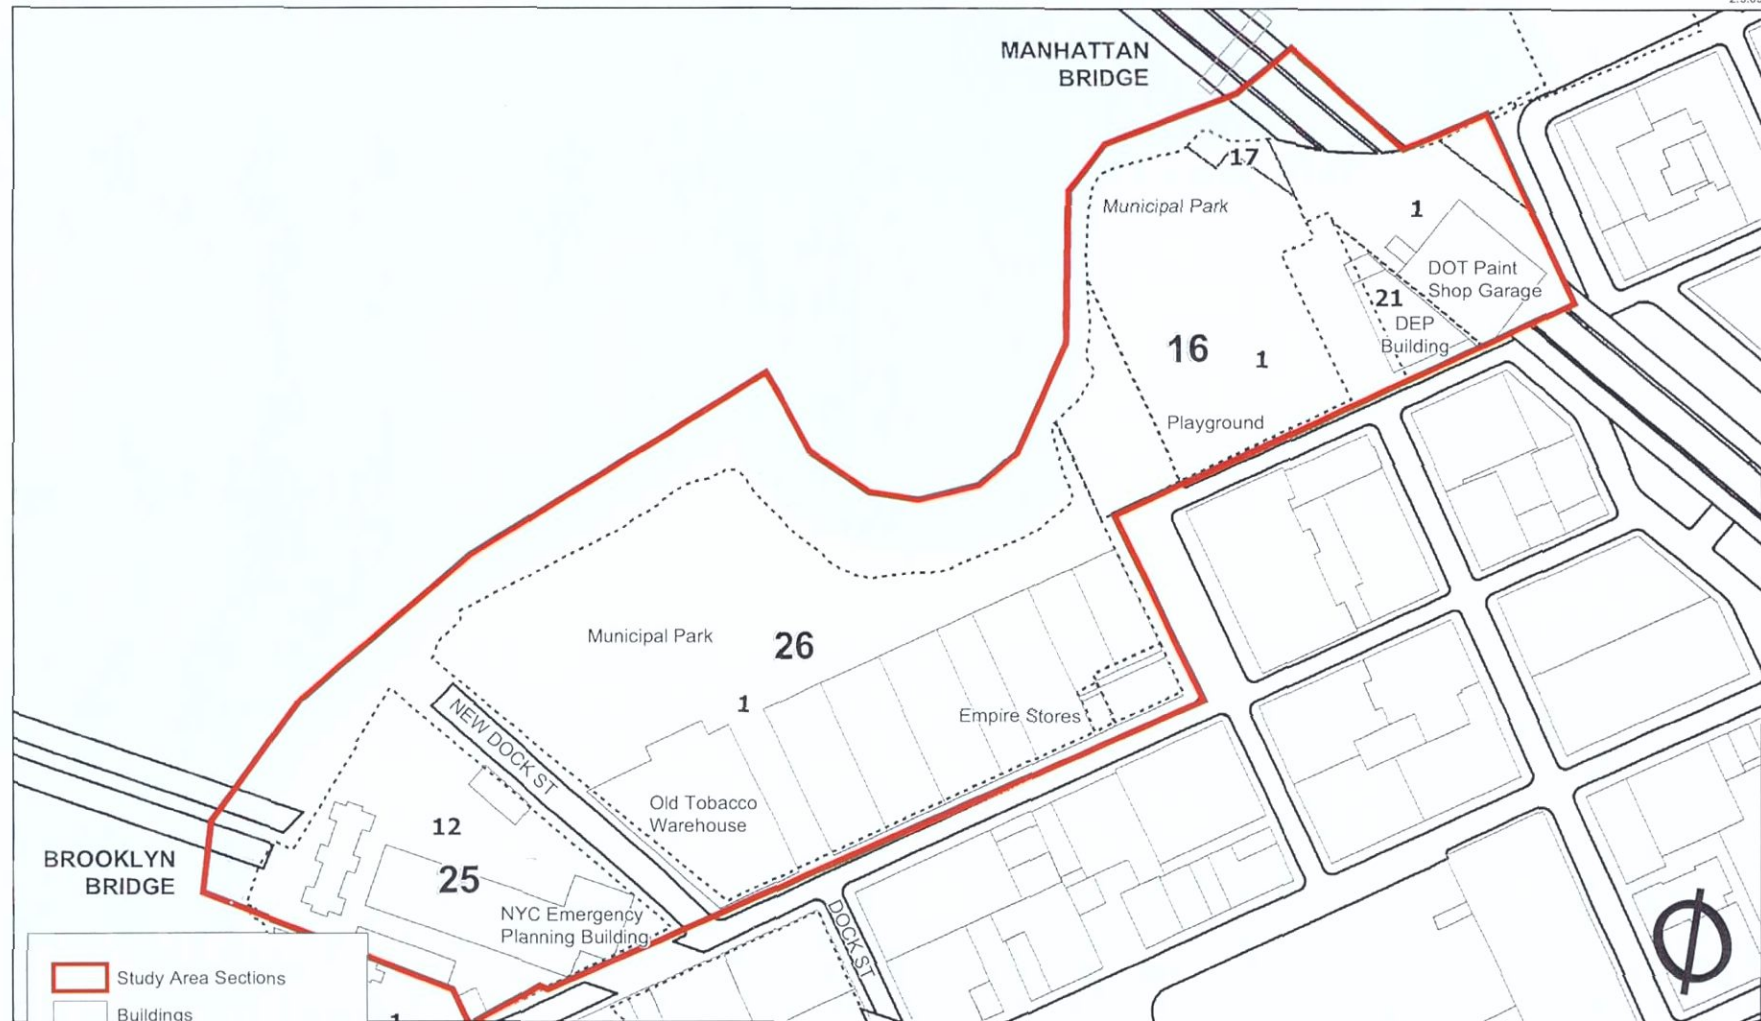 MANHATTAN
BRIDGE
17
Municipal Park
1
DOT Paint
Shop Garage
21
DEP
Building
16
1
Playground
Municipal Park
26
1
Empire Stores
NEW DOCK ST
Old Tobacco
Warehouse
12
25
BROOKLYN
BRIDGE
NYC Emergency
Planning Building
DOCK ST
Study Area Sections
Buildings
1